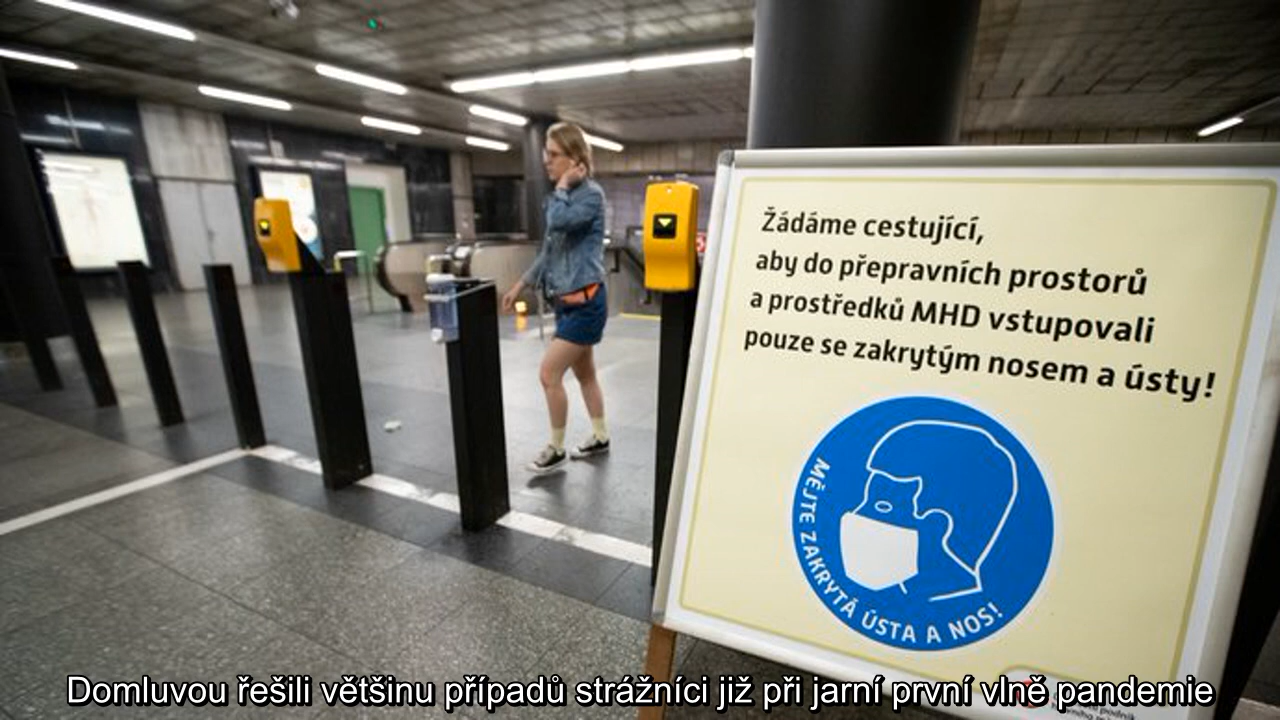 Žádáme cestující,
aby do přepravních prostorů
a prostředků MHD vstupovali
pouze se zakrytým nosem a ústy!
MĚJTE ZAKRYTÁ ÚSTA A NOS!
Domluvou řešili většinu případů strážníci již při jarní první vlně pandemie